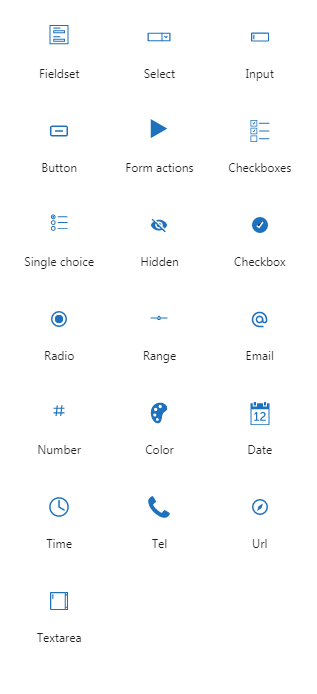 Fieldset Select Input
Button Form actions Checkboxes
Single choice Hidden Checkbox
Radio Range Email
#
Number Color
12
Date
Time Tel Url
Textarea